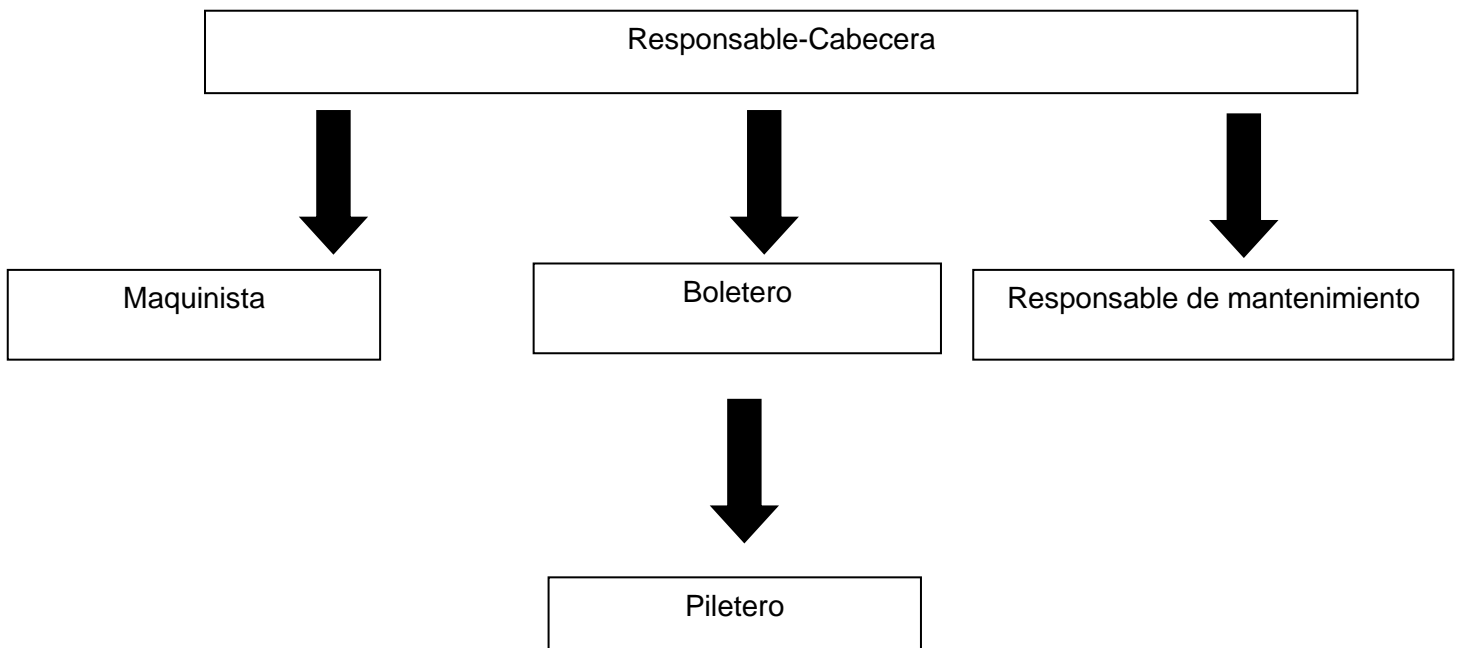 Responsable-Cabecera
Maquinista
Boletero
Responsable de mantenimiento
Piletero